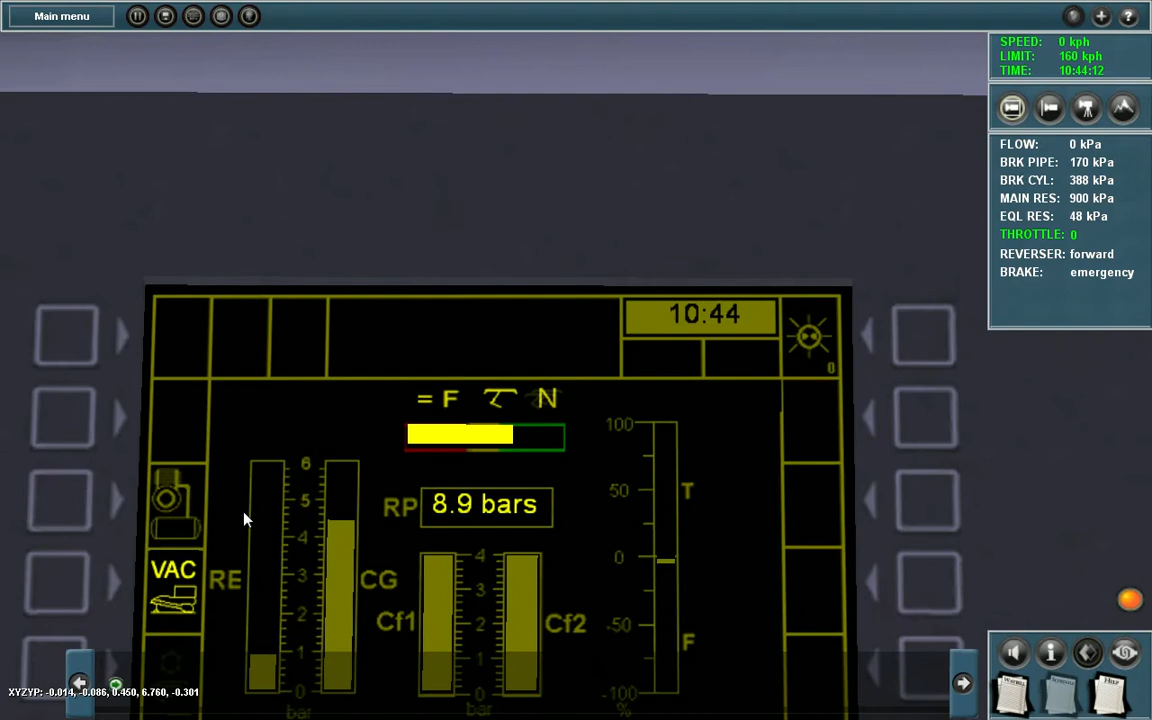 Main menu
?
SPEED: 0 kph
LIMIT: 160 kph
TIME: 10:44:12
FLOW: 0 kPa
BRK PIPE: 170 kPa
BRK CYL: 388 kPa
MAIN RES: 900 kPa
EQL RES: 48 kPa
THROTTLE: 0
REVERSER: forward
BRAKE: emergency
10:44
0
= F N
100
6
50
T
5
RP 8.9 bars
4
4
0
3
3
VAC RE CG
2
Cf1 2 Cf2
-50
F
1
1
0
0
-100
bar
bar
%
XYZYP: -0.014, -0.086, 0.450, 6.760, -0.301
WAYBILL
SCHEDULE
HELP